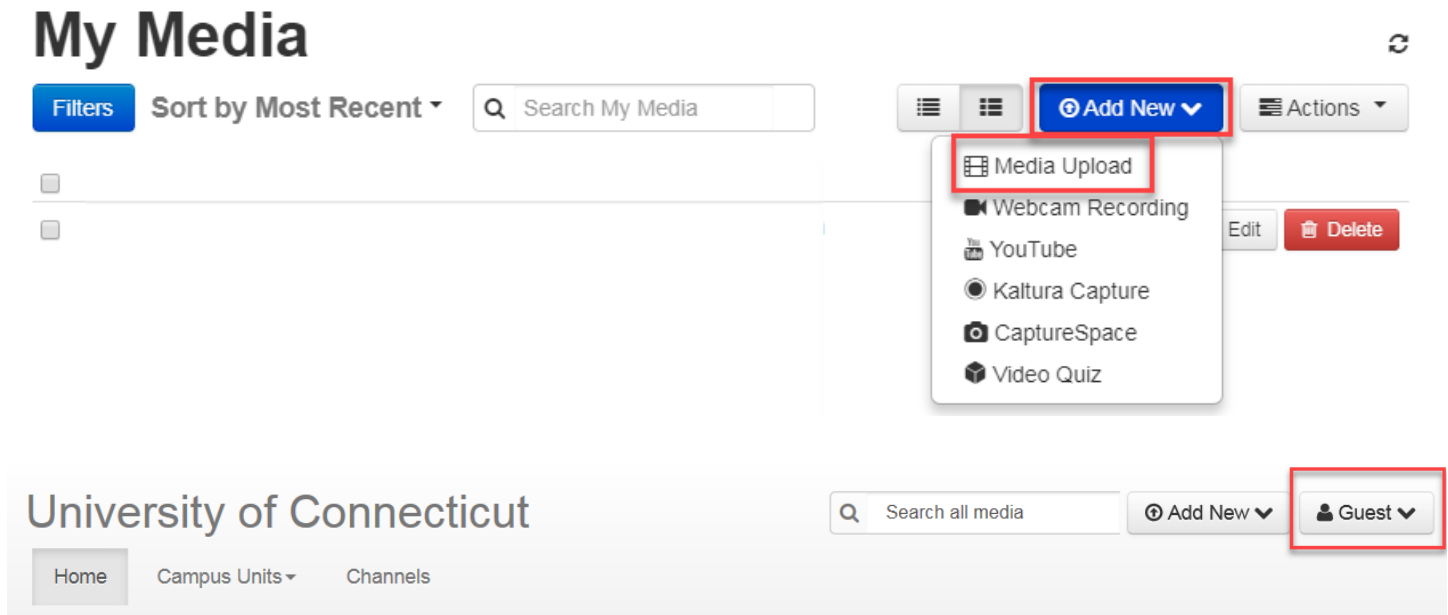 My Media
Filters Sort by Most Recent Search My Media Add New Actions
Media Upload
Webcam Recording
Edit Delete
YouTube
Kaltura Capture
CaptureSpace
Video Quiz
University of Connecticut Search all media Add New Guest
Home Campus Units Channels